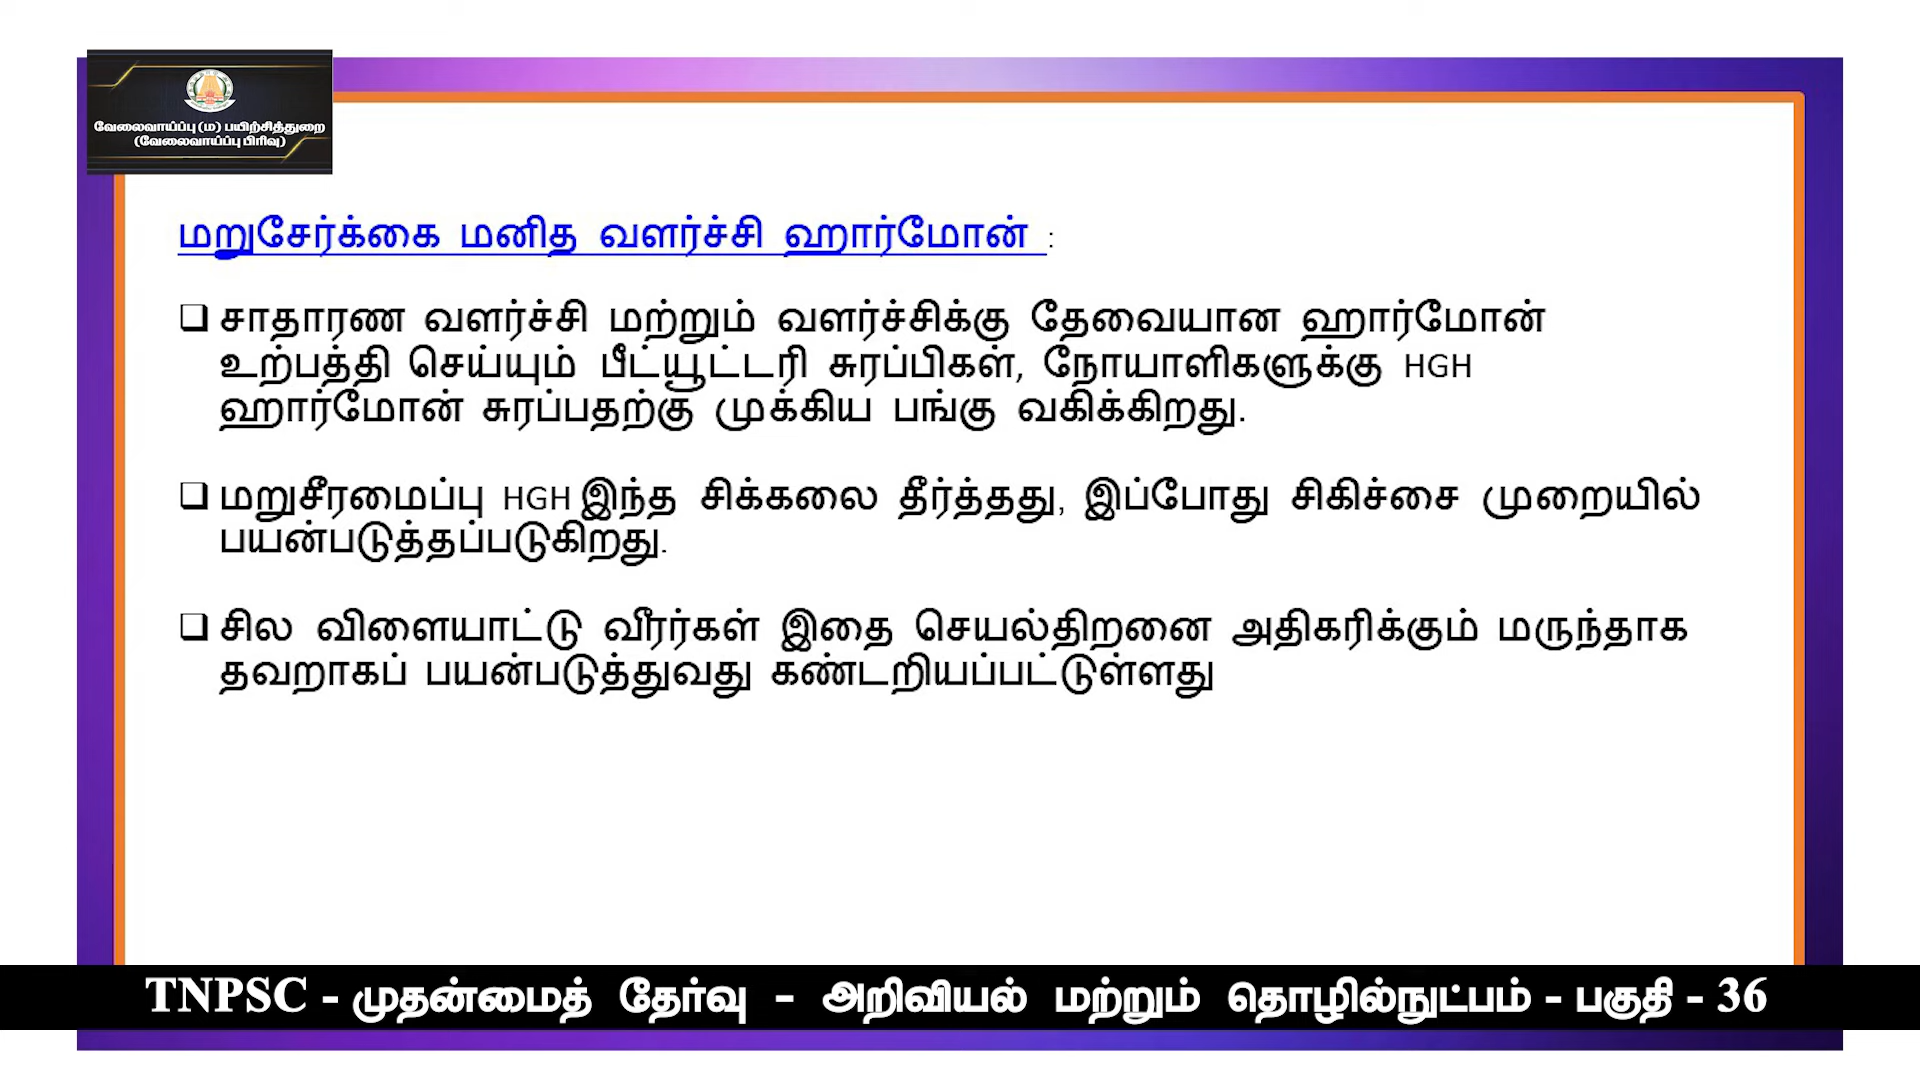 வேலைவாய்ப்பு (ம) பயிற்சித்துறை
(வேலைவாய்ப்பு பிரிவு)
மறுசேர்க்கை மனித வளர்ச்சி ஹார்மோன் :
❑ சாதாரண வளர்ச்சி மற்றும் வளர்ச்சிக்கு தேவையான ஹார்மோன்
உற்பத்தி செய்யும் பீட்யூட்டரி சுரப்பிகள், நோயாளிகளுக்கு HGH
ஹார்மோன் சுரப்பதற்கு முக்கிய பங்கு வகிக்கிறது.
❑ மறுசீரமைப்பு HGH இந்த சிக்கலை தீர்த்தது, இப்போது சிகிச்சை முறையில்
பயன்படுத்தப்படுகிறது.
❑ சில விளையாட்டு வீரர்கள் இதை செயல்திறனை அதிகரிக்கும் மருந்தாக
தவறாகப் பயன்படுத்துவது கண்டறியப்பட்டுள்ளது
TNPSC - முதன்மைத் தேர்வு - அறிவியல் மற்றும் தொழில்நுட்பம் - பகுதி - 36